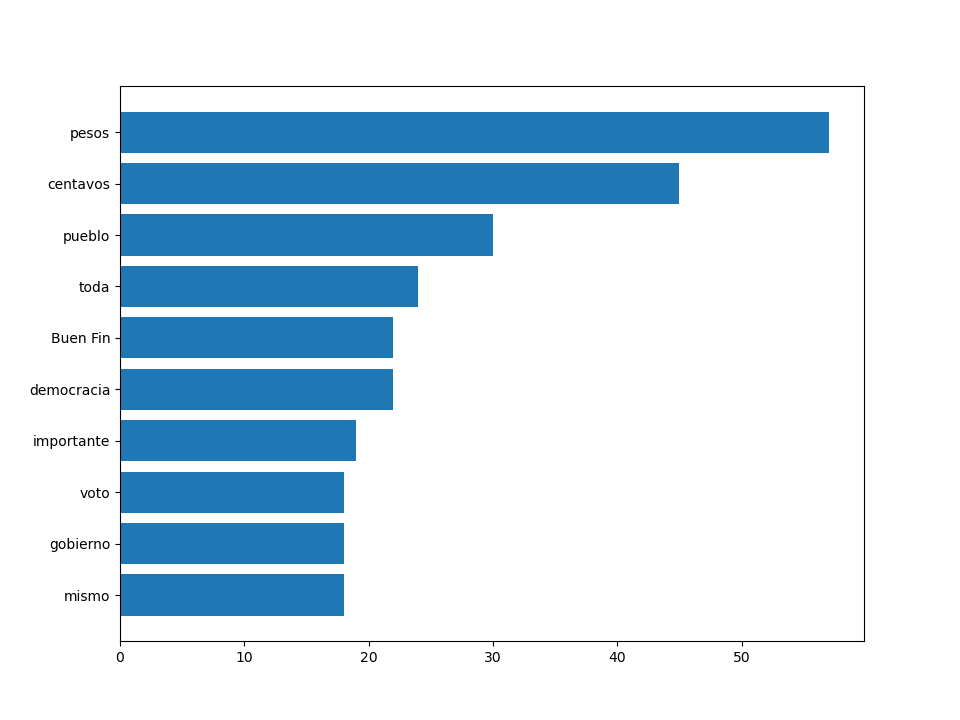 pesos
centavos
pueblo
toda
Buen Fin
democracia
importante
voto
gobierno
mismo
0 10 20 30 40 50